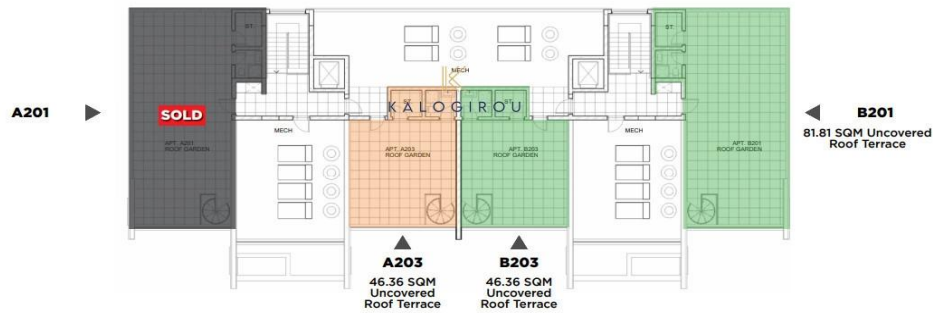 ST.
ST.
MECH
KALOGIROU
ST.
ST.
A201
SOLD
B201
81.81 SQM Uncovered
Roof Terrace
MECH
MECH
APT. A201
ROOF GARDEN
APT. A203
ROOF GARDEN
APT. B203
ROOF GARDEN
APT. B201
ROOF GARDEN
A203
46.36 SQM
Uncovered
Roof Terrace
B203
46.36 SQM
Uncovered
Roof Terrace